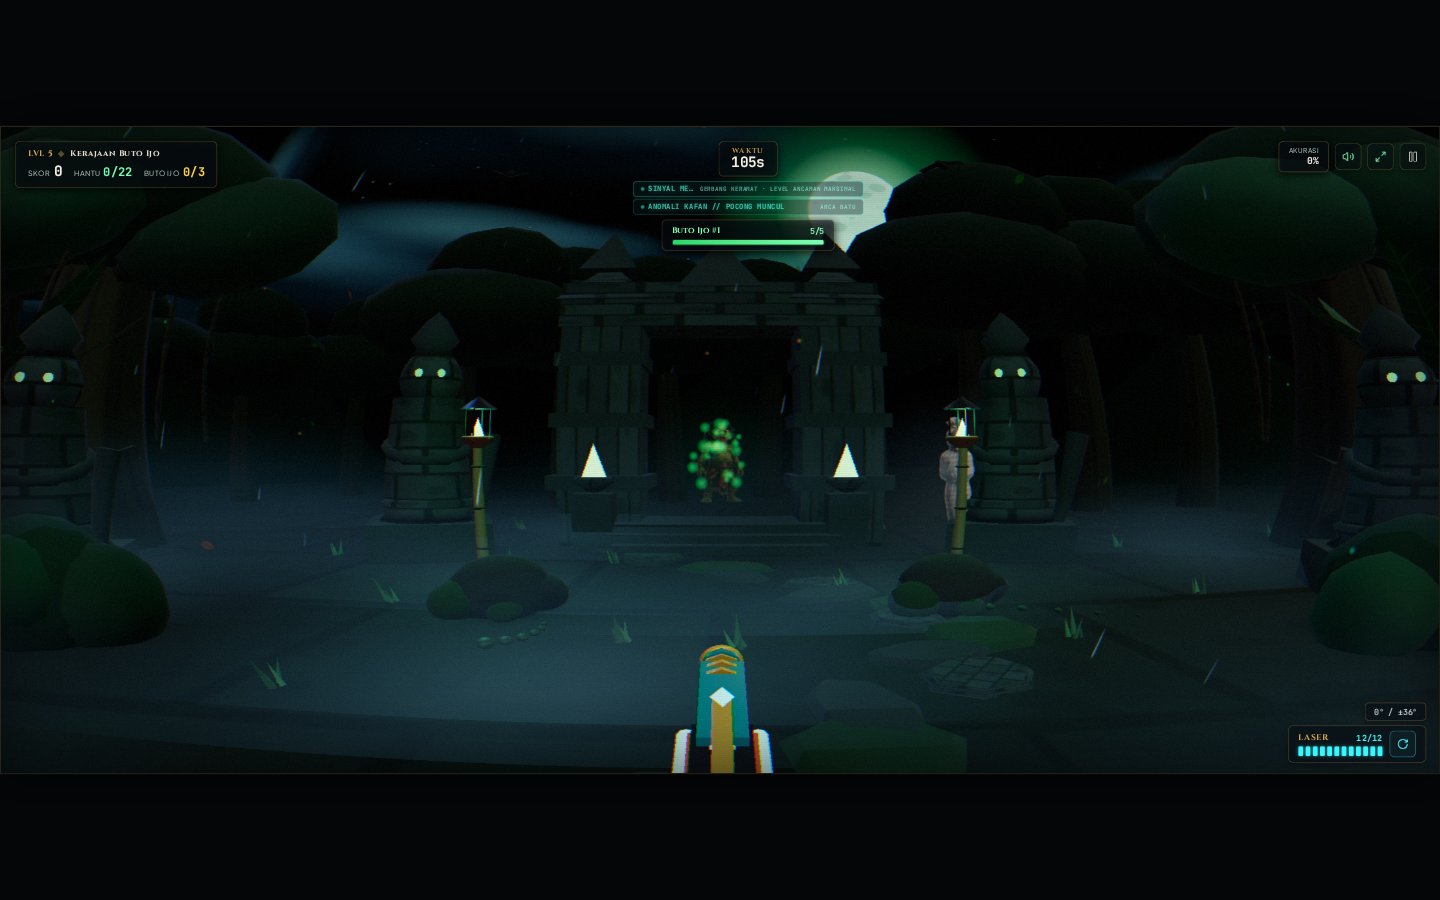 LVL 5 ◆ KERAJAAN BUTO IJO
SKOR 0 HANTU 0/22 BUTO IJO 0/3
WAKTU
105s
SINYAL ME… GERBANG KERAMAT · LEVEL ANCAMAN MAKSIMAL
ANOMALI KAFAN // POCONG MUNCUL ARCA BATU
BUTO IJO #1 5/5
AKURASI
0%
0° / ±36°
LASER 12/12